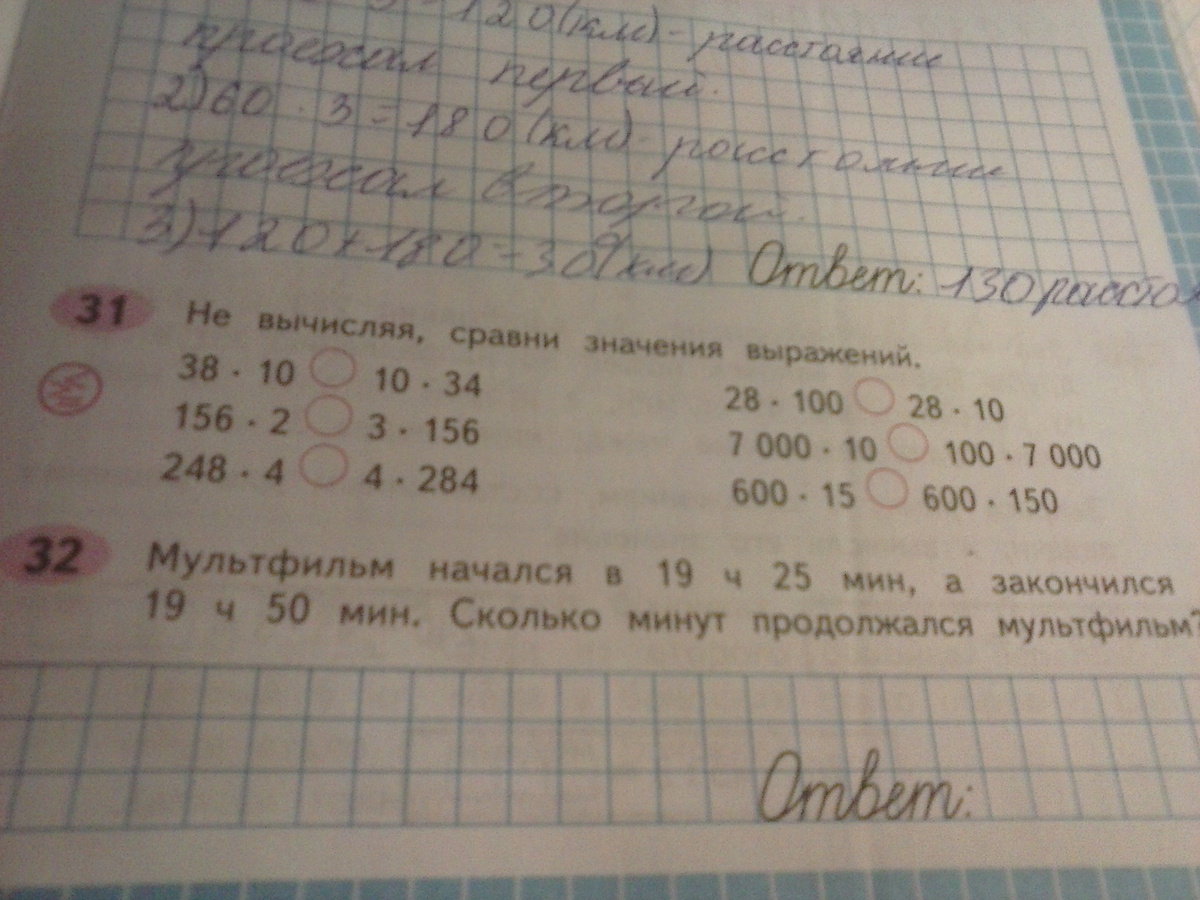 120(км) - расстояние
проехал первый.
2) 60 · 3 = 180(км) - расстояние
проехал второй.
3) 120+180=300(км) Ответ: 130 расстоя
31 Не вычисляя, сравни значения выражений.
38 · 10 10 · 34 28 · 100 28 · 10
156 · 2 3 · 156 7 000 · 10 100 · 7 000
248 · 4 4 · 284 600 · 15 600 · 150
32 Мультфильм начался в 19 ч 25 мин, а закончился
19 ч 50 мин. Сколько минут продолжался мультфильм?
Ответ: